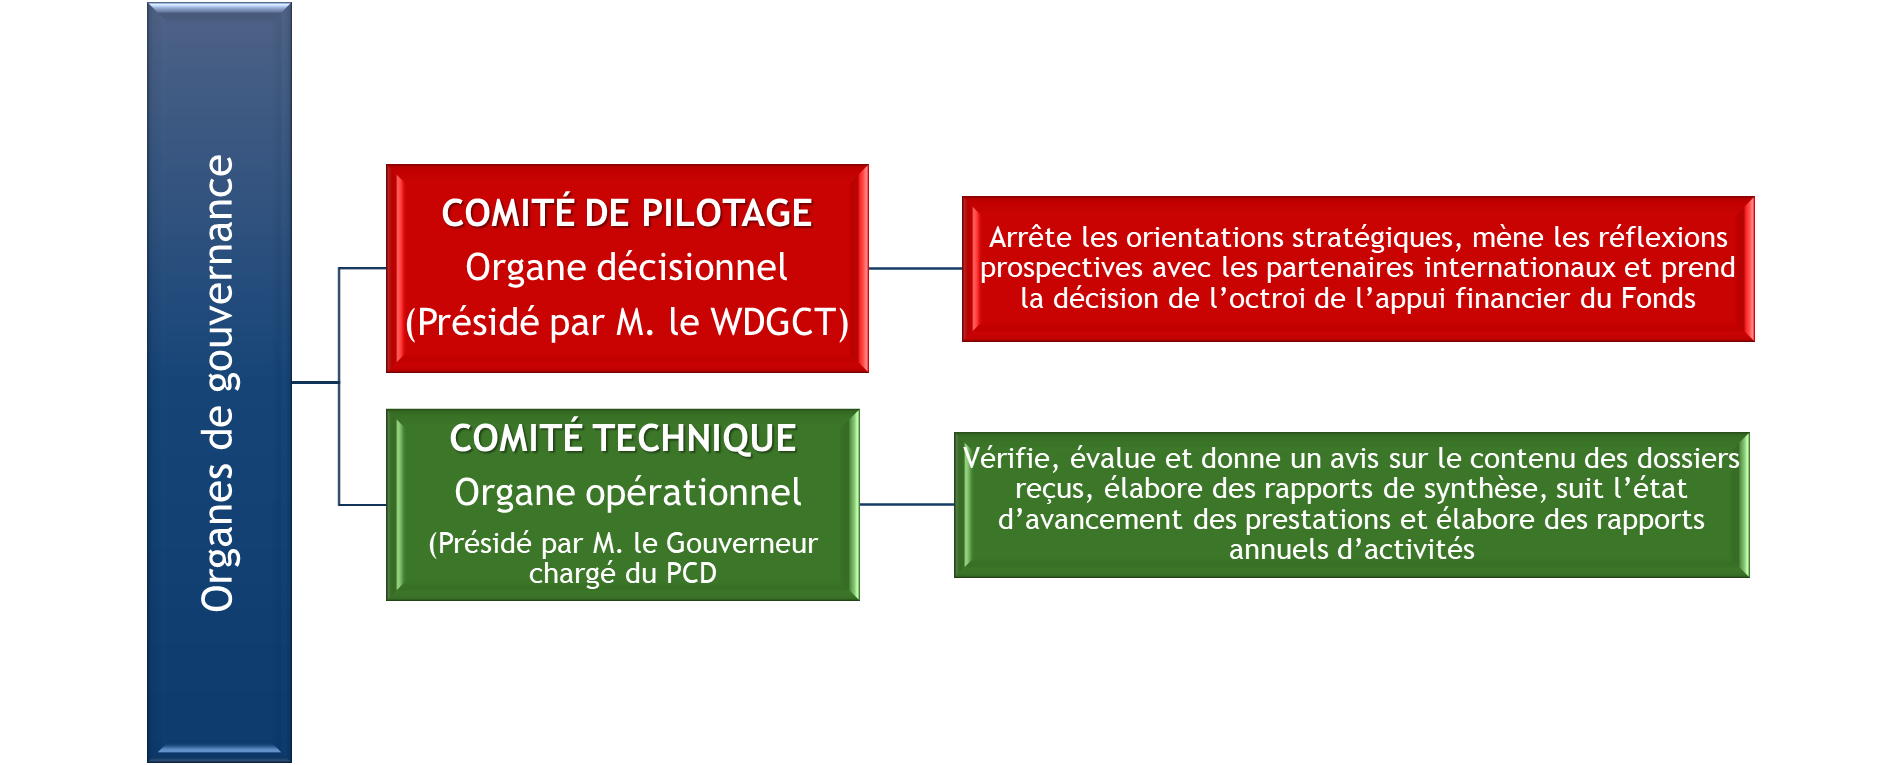 Organes de gouvernance
COMITÉ DE PILOTAGE
Organe décisionnel
(Présidé par M. le WDGCT)
Arrête les orientations stratégiques, mène les réflexions
prospectives avec les partenaires internationaux et prend
la décision de l’octroi de l’appui financier du Fonds
COMITÉ TECHNIQUE
Organe opérationnel
(Présidé par M. le Gouverneur
chargé du PCD
Vérifie, évalue et donne un avis sur le contenu des dossiers
reçus, élabore des rapports de synthèse, suit l’état
d’avancement des prestations et élabore des rapports
annuels d’activités